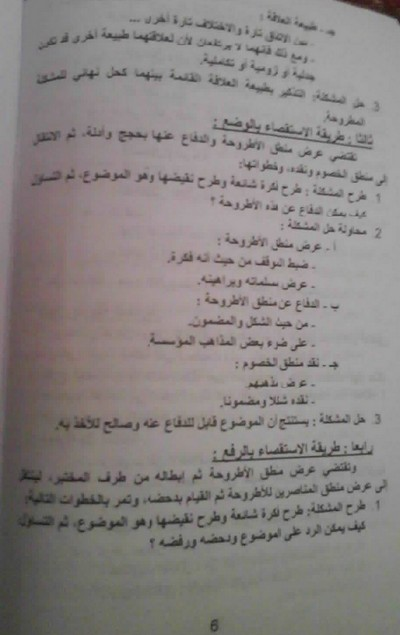 جـ - طبيعة العلاقة :
- بين الاتفاق تارة والاختلاف تارة أخرى ...
- ومع ذلك فإنهما لا يرتفعان لأن لعلاقتهما طبيعة أخرى قد تكون
جدلية أو لزومية أو تكاملية.
3. حل المشكلة: التذكير بطبيعة العلاقة القائمة بينهما كحل نهائي للمشكلة
المطروحة.
ثالثا : طريقة الاستقصاء بالوضع :
تقتضي عرض منطق الأطروحة والدفاع عنها بحجج وأدلة، ثم الانتقال
إلى منطق الخصوم ونقده، وخطواتها:
1 طرح المشكلة : طرح فكرة شائعة وطرح نقيضها وهو الموضوع، ثم التساؤل
كيف يمكن الدفاع عن هذه الأطروحة ؟
2. محاولة حل المشكلة :
أ - عرض منطق الأطروحة :
- ضبط الموقف من حيث أنه فكرة.
- عرض مسلماته وبراهينه.
ب - الدفاع عن منطق الأطروحة :
- من حيث الشكل والمضمون.
- على ضوء بعض المذاهب المؤسسة.
جـ - نقد منطق الخصوم :
- عرض مذهبهم.
- نقده شكلا ومضمونا.
3. حل المشكلة : يستنتج أن الموضوع قابل للدفاع عنه وصالح للأخذ به.
رابعا : طريقة الاستقصاء بالرفع :
وتقتضي عرض منطق الأطروحة ثم إبطاله من طرف المختبر، لينتقل
إلى عرض منطق المناصرين للأطروحة ثم القيام بدحضه، وتمر بالخطوات التالية:
1 طرح المشكلة: طرح فكرة شائعة وطرح نقيضها وهو الموضوع، ثم التساؤل
كيف يمكن الرد على الموضوع ودحضه ورفضه ؟
6